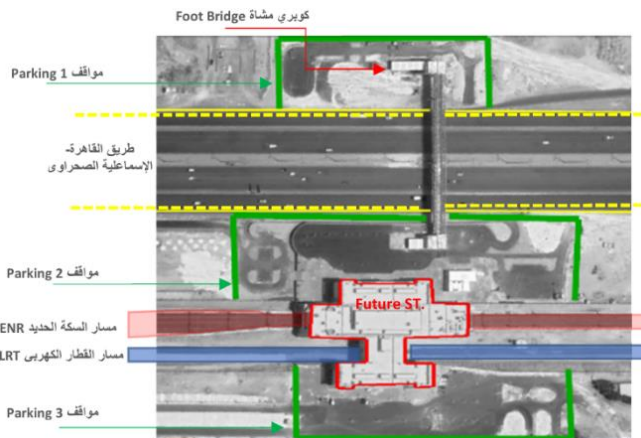 Foot Bridge كوبري مشاة
Parking 1 مواقف
طريق القاهرة-
الإسماعلية الصحراوى
Parking 2 مواقف
Future ST.
ENR مسار السكة الحديد
LRT مسار القطار الكهربى
Parking 3 مواقف